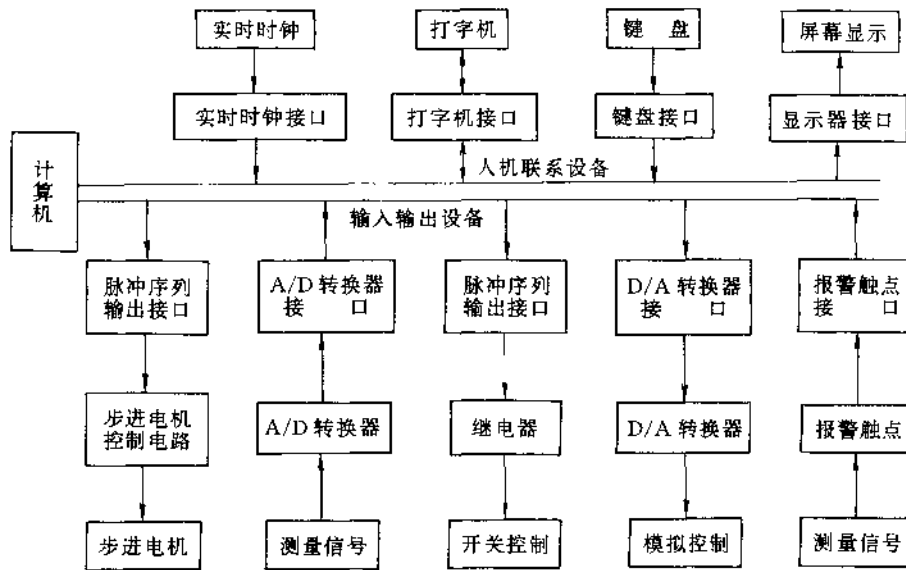 实时时钟
打字机
键 盘
屏幕显示
实时时钟接口
打字机接口
键盘接口
显示器接口
计算机
人机联系设备
输入输出设备
脉冲序列
输出接口
A/D转换器
接 口
脉冲序列
输出接口
D/A转换器
接 口
报警触点
接 口
步进电机
控制电路
A/D转换器
继电器
D/A转换器
报警触点
步进电机
测量信号
开关控制
模拟控制
测量信号